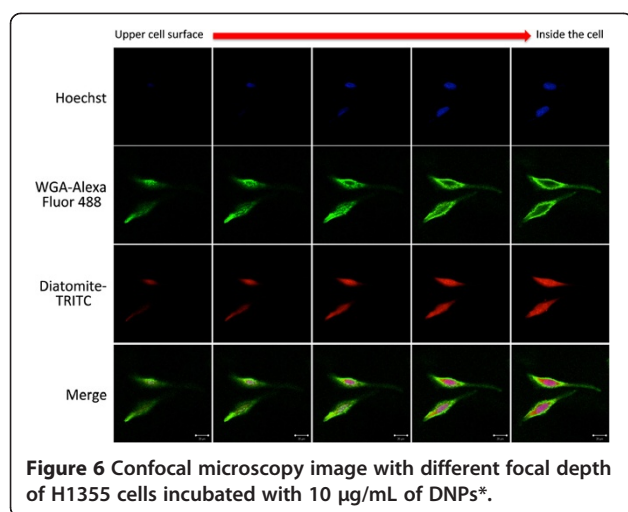 Upper cell surface
Inside the cell
Hoechst
WGA-Alexa
Fluor 488
Diatomite-
TRITC
Merge
Figure 6 Confocal microscopy image with different focal depth
of H1355 cells incubated with 10 μg/mL of DNPs*.